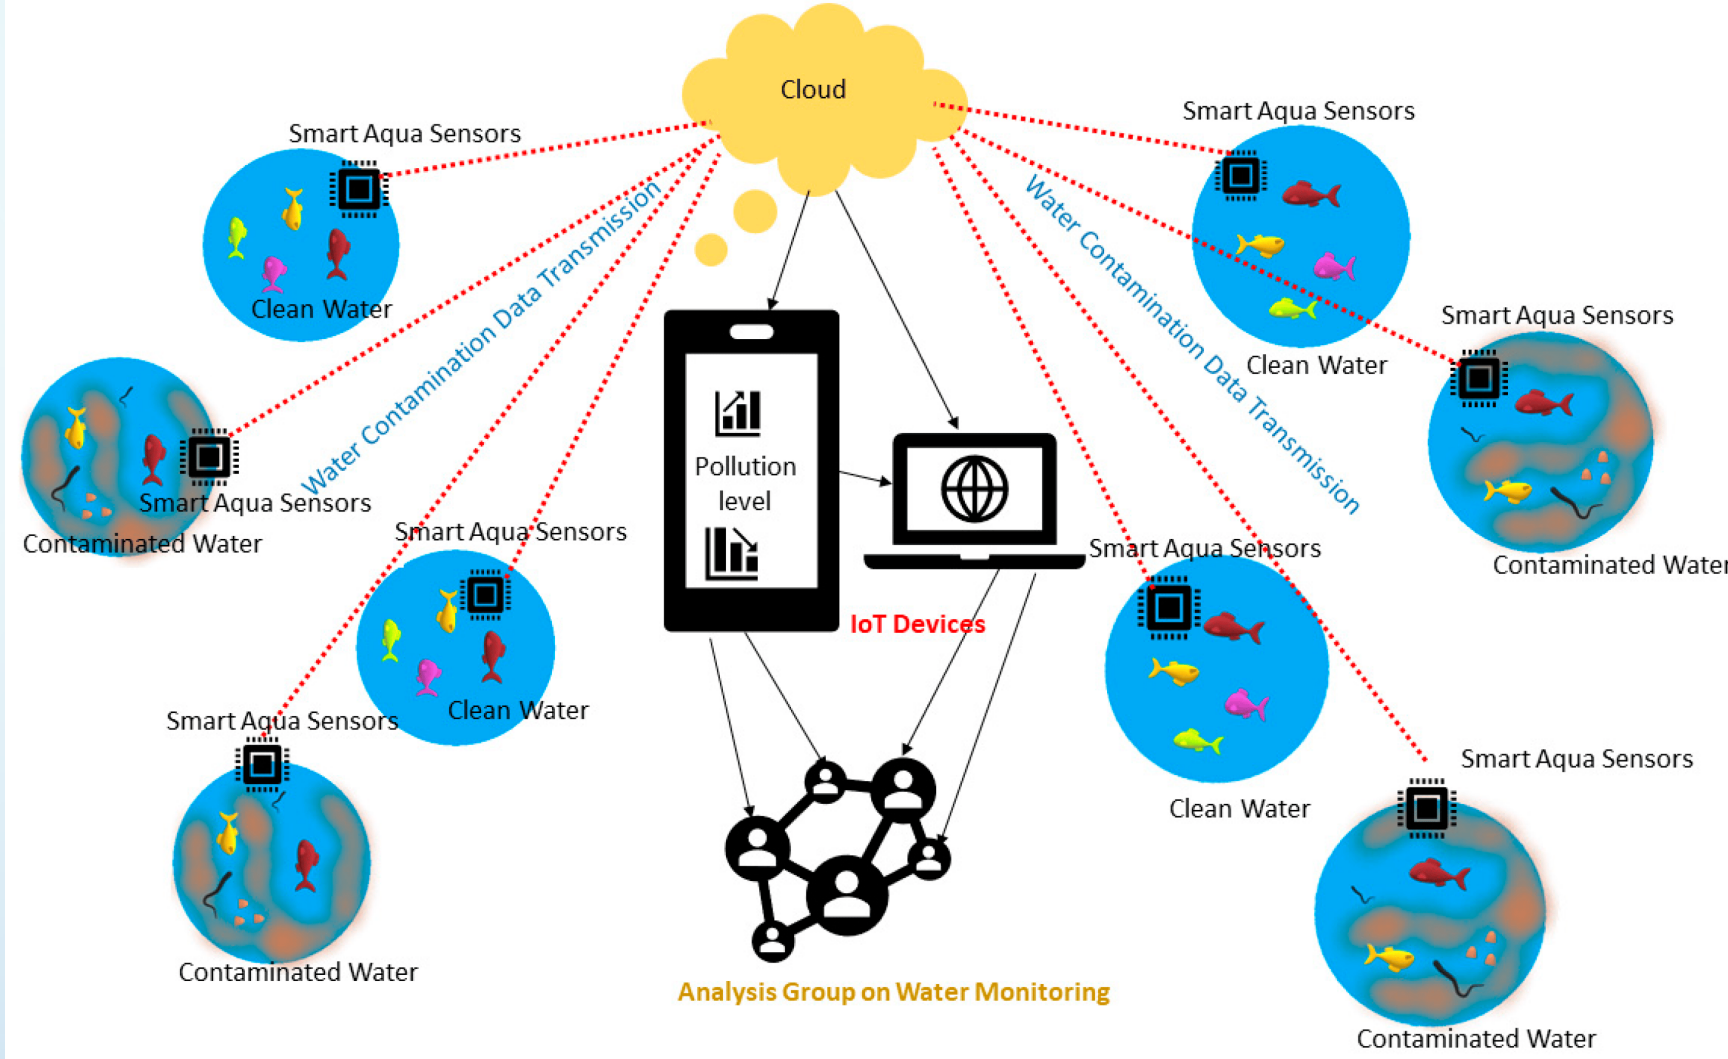 Cloud
Smart Aqua Sensors
Clean Water
Smart Aqua Sensors
Clean Water
Water Contamination Data Transmission
Water Contamination Data Transmission
Smart Aqua Sensors
Contaminated Water
Smart Aqua Sensors
Contaminated Water
Pollution
level
IoT Devices
Smart Aqua Sensors
Clean Water
Smart Aqua Sensors
Clean Water
Smart Aqua Sensors
Contaminated Water
Smart Aqua Sensors
Contaminated Water
Analysis Group on Water Monitoring